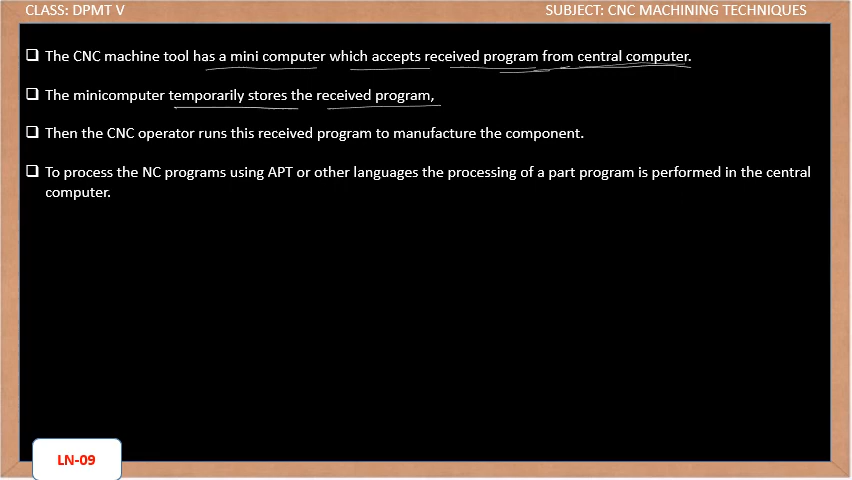 CLASS: DPMT V
SUBJECT: CNC MACHINING TECHNIQUES
The CNC machine tool has a mini computer which accepts received program from central computer.
The minicomputer temporarily stores the received program,
Then the CNC operator runs this received program to manufacture the component.
To process the NC programs using APT or other languages the processing of a part program is performed in the central
computer.
LN-09